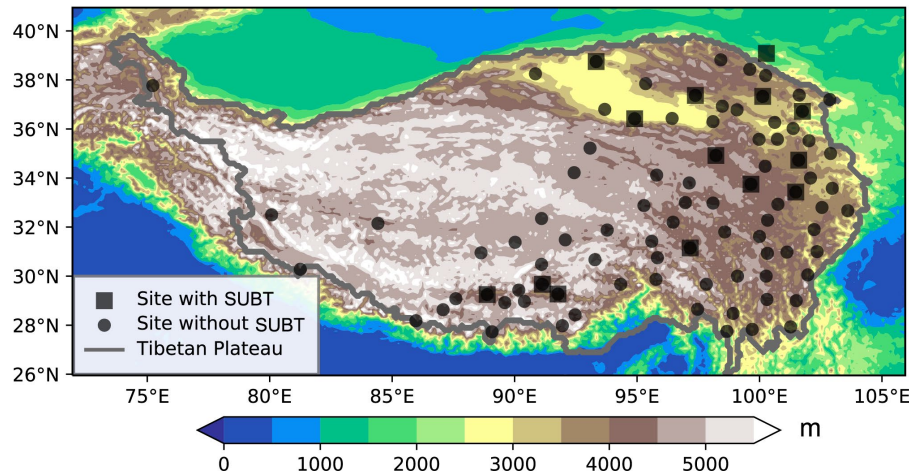 40°N
38°N
36°N
34°N
32°N
30°N
28°N
26°N
Site with SUBT
Site without SUBT
Tibetan Plateau
75°E 80°E 85°E 90°E 95°E 100°E 105°E
m
0 1000 2000 3000 4000 5000